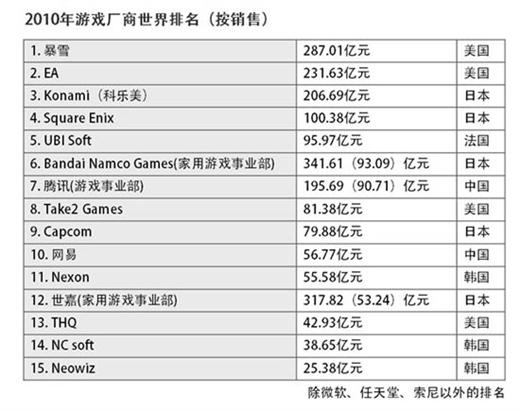 2010年游戏厂商世界排名（按销售）
1. 暴雪 287.01亿元 美国
2. EA 231.63亿元 美国
3. Konami（科乐美） 206.69亿元 日本
4. Square Enix 100.38亿元 日本
5. UBI Soft 95.97亿元 法国
6. Bandai Namco Games(家用游戏事业部) 341.61（93.09）亿元 日本
7. 腾讯(游戏事业部) 195.69（90.71）亿元 中国
8. Take2 Games 81.38亿元 美国
9. Capcom 79.88亿元 日本
10. 网易 56.77亿元 中国
11. Nexon 55.58亿元 韩国
12. 世嘉(家用游戏事业部) 317.82（53.24）亿元 日本
13. THQ 42.93亿元 美国
14. NC soft 38.65亿元 韩国
15. Neowiz 25.38亿元 韩国
除微软、任天堂、索尼以外的排名